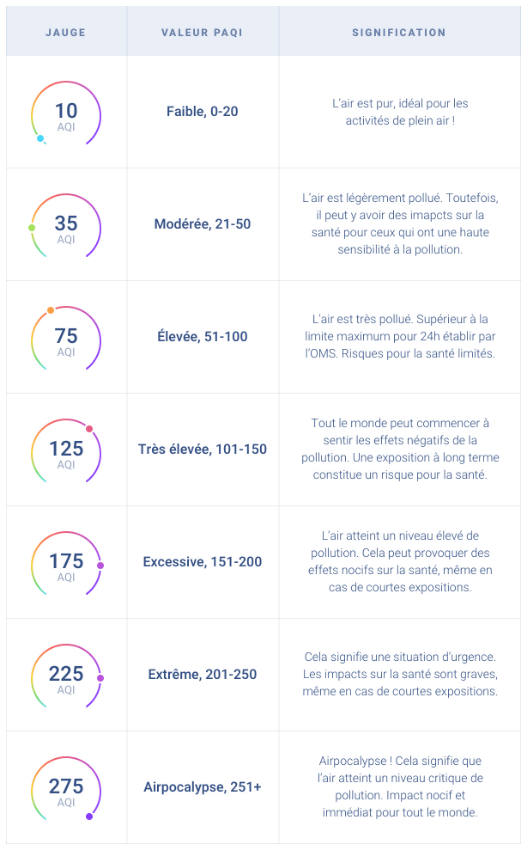 JAUGE
VALEUR PAQI
SIGNIFICATION
10
AQI
Faible, 0-20
L'air est pur, idéal pour les
activités de plein air !
35
AQI
Modérée, 21-50
L'air est légèrement pollué. Toutefois,
il peut y avoir des imapcts sur la
santé pour ceux qui ont une haute
sensibilité à la pollution.
75
AQI
Élevée, 51-100
L'air est très pollué. Supérieur à la
limite maximum pour 24h établir par
l'OMS. Risques pour la santé limités.
125
AQI
Très élevée, 101-150
Tout le monde peut commencer à
sentir les effets négatifs de la
pollution. Une exposition à long terme
constitue un risque pour la santé.
175
AQI
Excessive, 151-200
L'air atteint un niveau élevé de
pollution. Cela peut provoquer des
effets nocifs sur la santé, même en
cas de courtes expositions.
225
AQI
Extrême, 201-250
Cela signifie une situation d'urgence.
Les impacts sur la santé sont graves,
même en cas de courtes expositions.
275
AQI
Airpocalypse, 251+
Airpocalypse ! Cela signifie que
l'air atteint un niveau critique de
pollution. Impact nocif et
immédiat pour tout le monde.